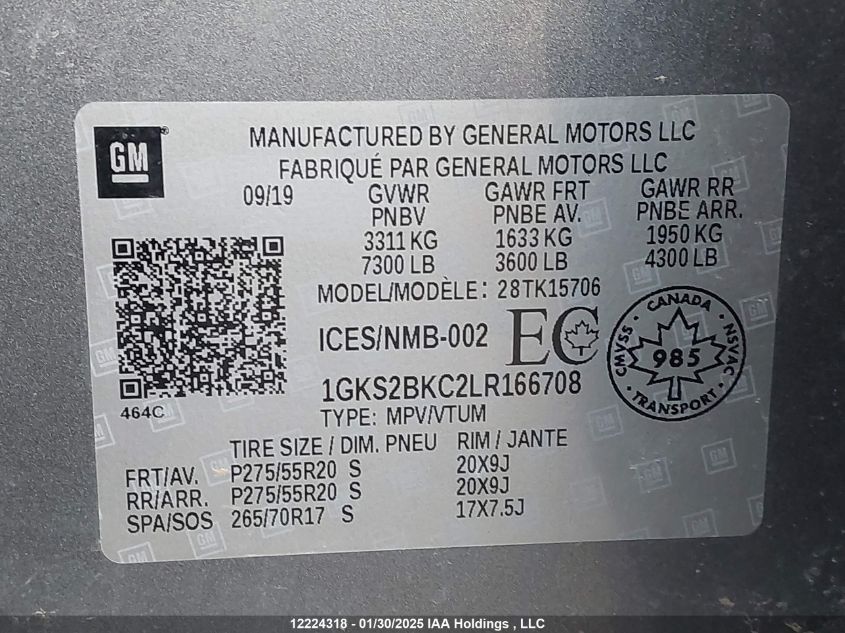 GM
MANUFACTURED BY GENERAL MOTORS LLC
FABRIQUÉ PAR GENERAL MOTORS LLC
09/19 GVWR GAWR FRT GAWR RR
PNBV PNBE AV. PNBE ARR.
3311 KG 1633 KG 1950 KG
7300 LB 3600 LB 4300 LB
MODEL/MODÈLE: 28TK15706
ICES/NMB-002 EC
CANADA
CMVSS 985 NSVAC
TRANSPORT
1GKS2BKC2LR166708
464C
TYPE: MPV/VTUM
TIRE SIZE / DIM. PNEU RIM / JANTE
FRT/AV. P275/55R20 S 20X9J
RR/ARR. P275/55R20 S 20X9J
SPA/SOS 265/70R17 S 17X7.5J
12224318 - 01/30/2025 IAA Holdings , LLC